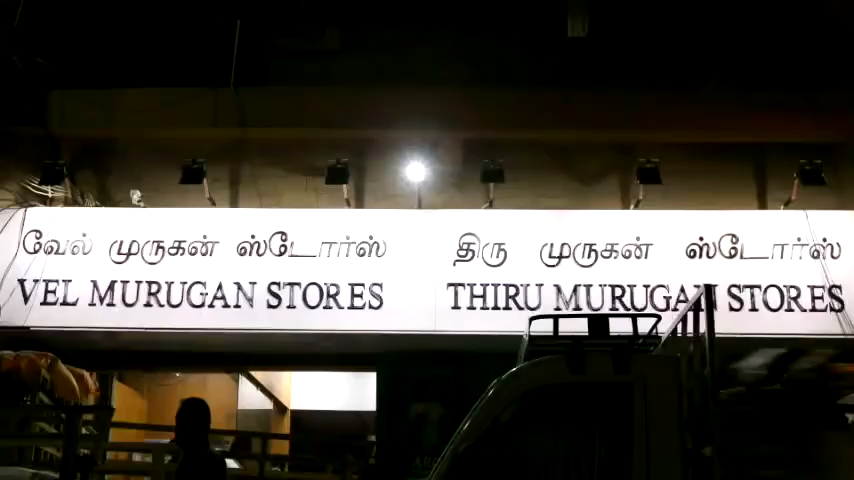 வேல் முருகன் ஸ்டோர்ஸ்
VEL MURUGAN STORES
திரு முருகன் ஸ்டோர்ஸ்
THIRU MURUGAN STORES